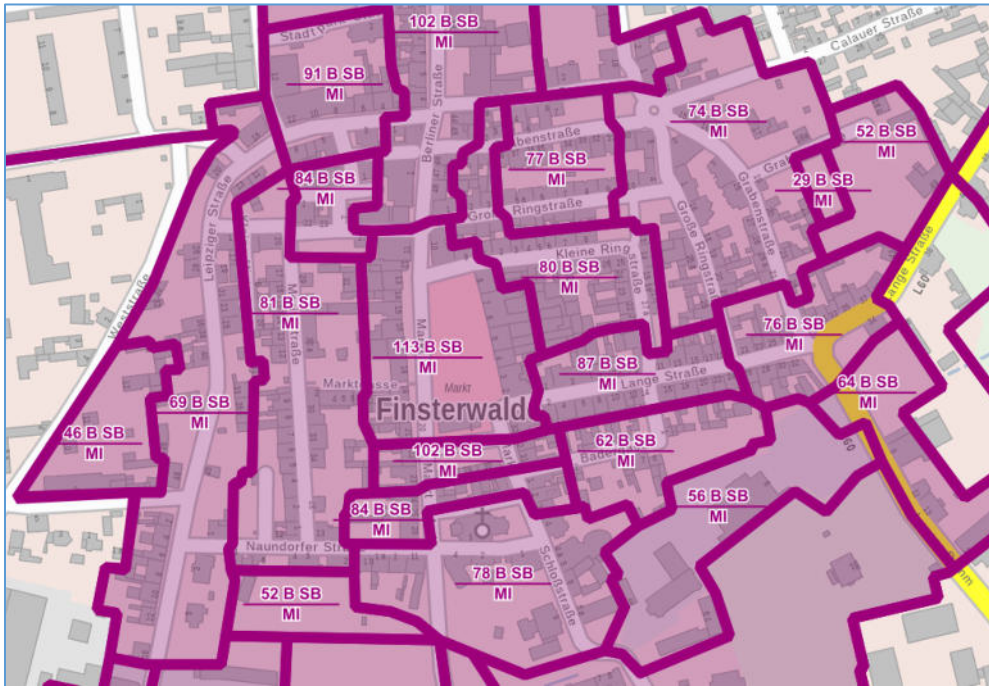 102 B SB
MI
Calauer Straße
91 B SB
MI
Berliner Straße
74 B SB
MI
52 B SB
MI
77 B SB
MI
84 B SB
MI
29 B SB
MI
Grabenstraße
Große Ringstraße
Große Ringstraße
Leipziger Straße
Lange Straße
Kleine Ring
straße
80 B SB
MI
L60
Weststraße
81 B SB
MI
76 B SB
MI
113 B SB
MI
87 B SB
MI
Lange Straße
Markt
64 B SB
MI
69 B SB
MI
Finsterwald
46 B SB
MI
102 B SB
MI
62 B SB
MI
56 B SB
MI
84 B SB
MI
Naundorfer Str
78 B SB
MI
Schloßstraße
52 B SB
MI